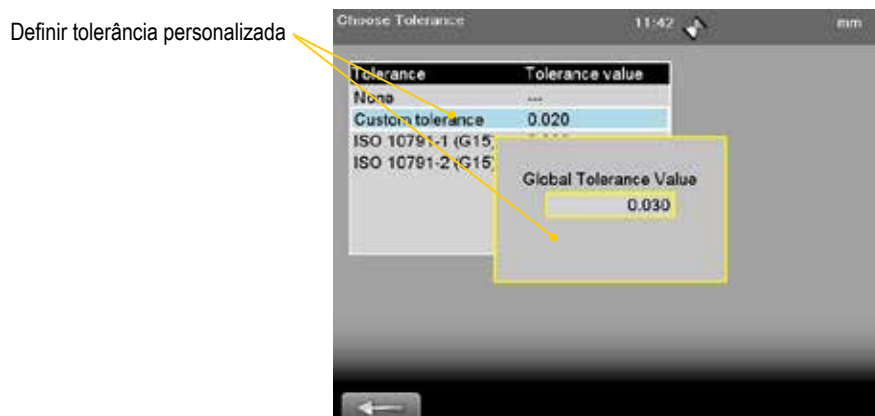 Definir tolerância personalizada
Choose Tolerance 11:42 mm
Tolerance Tolerance value
None ---
Custom tolerance 0.020
ISO 10791-1 (G15)
ISO 10791-2 (G15)
Global Tolerance Value
0.030